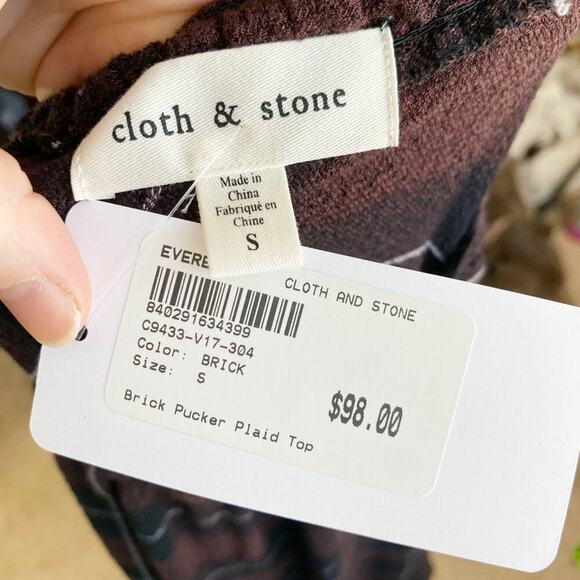 cloth & stone
Made in
China
Fabriqué en
Chine
S
CLOTH AND STONE
840291634399
C9433-V17-304
Color: BRICK
Size: S
$98.00
Brick Pucker Plaid Top